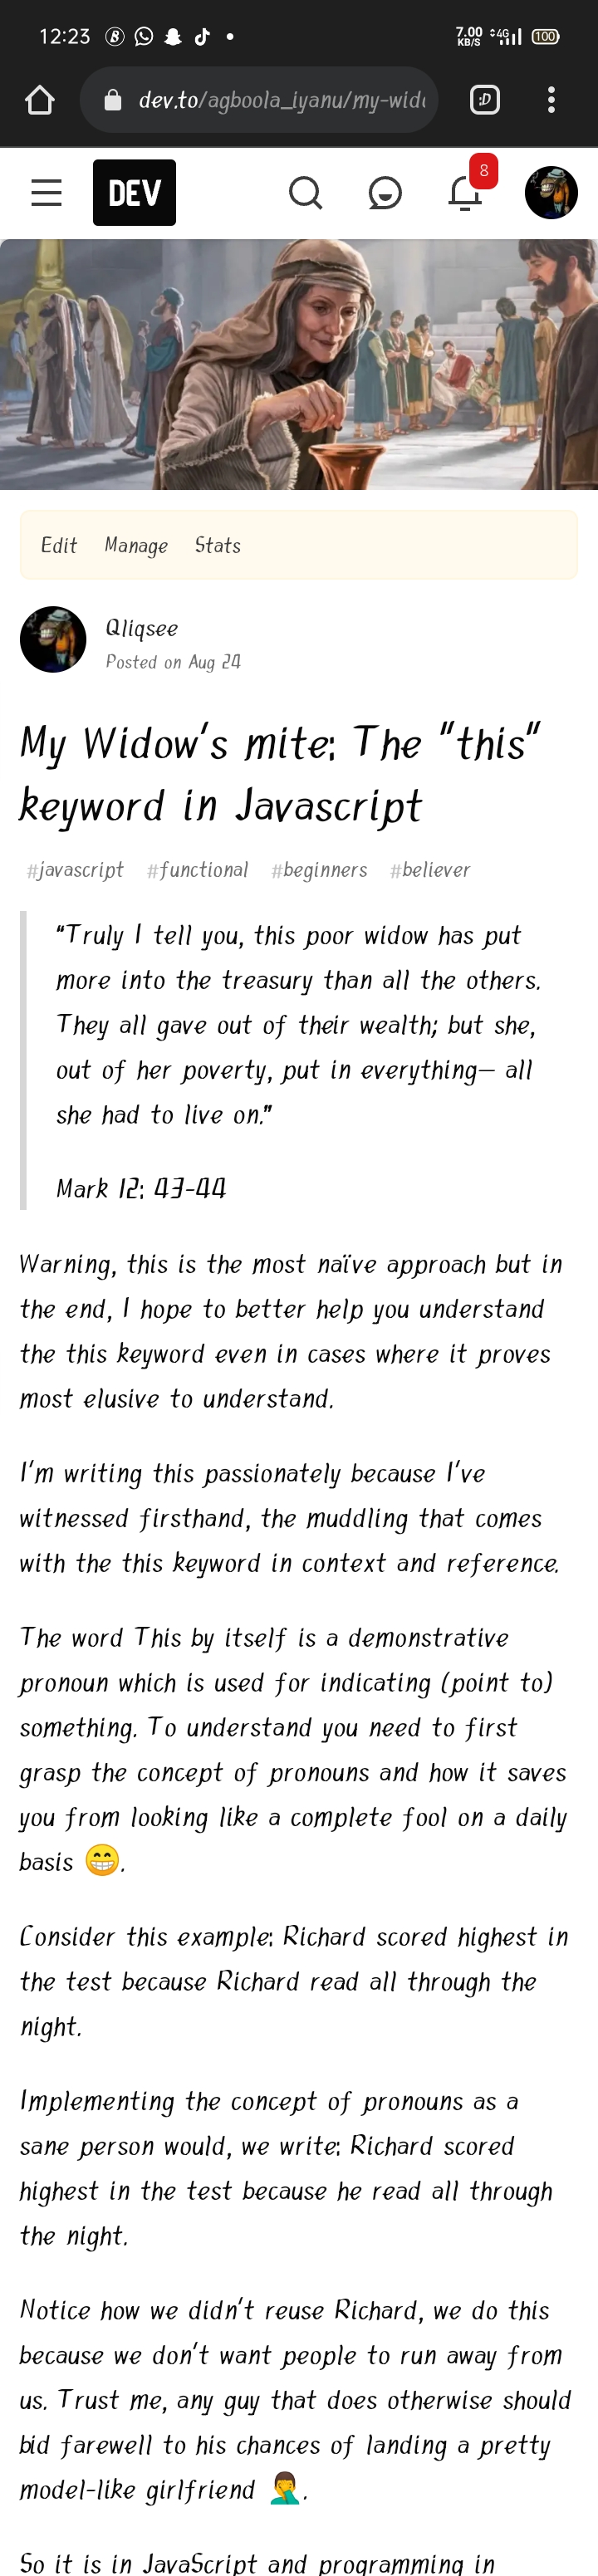 12:23
7.00
KB/S
4G
100
dev.to/agboola_iyanu/my-wid
:D
DEV
8
Edit Manage Stats
Qliqsee
Posted on Aug 24
My Widow's mite: The "this"
keyword in Javascript
#javascript #functional #beginners #believer
"Truly I tell you, this poor widow has put
more into the treasury than all the others.
They all gave out of their wealth; but she,
out of her poverty, put in everything— all
she had to live on."
Mark 12: 43-44
Warning, this is the most naïve approach but in
the end, I hope to better help you understand
the this keyword even in cases where it proves
most elusive to understand.
I'm writing this passionately because I've
witnessed firsthand, the muddling that comes
with the this keyword in context and reference.
The word This by itself is a demonstrative
pronoun which is used for indicating (point to)
something. To understand you need to first
grasp the concept of pronouns and how it saves
you from looking like a complete fool on a daily
basis 😁.
Consider this example: Richard scored highest in
the test because Richard read all through the
night.
Implementing the concept of pronouns as a
sane person would, we write: Richard scored
highest in the test because he read all through
the night.
Notice how we didn't reuse Richard, we do this
because we don't want people to run away from
us. Trust me, any guy that does otherwise should
bid farewell to his chances of landing a pretty
model-like girlfriend 🤦‍♂️.
So it is in JavaScript and programming in